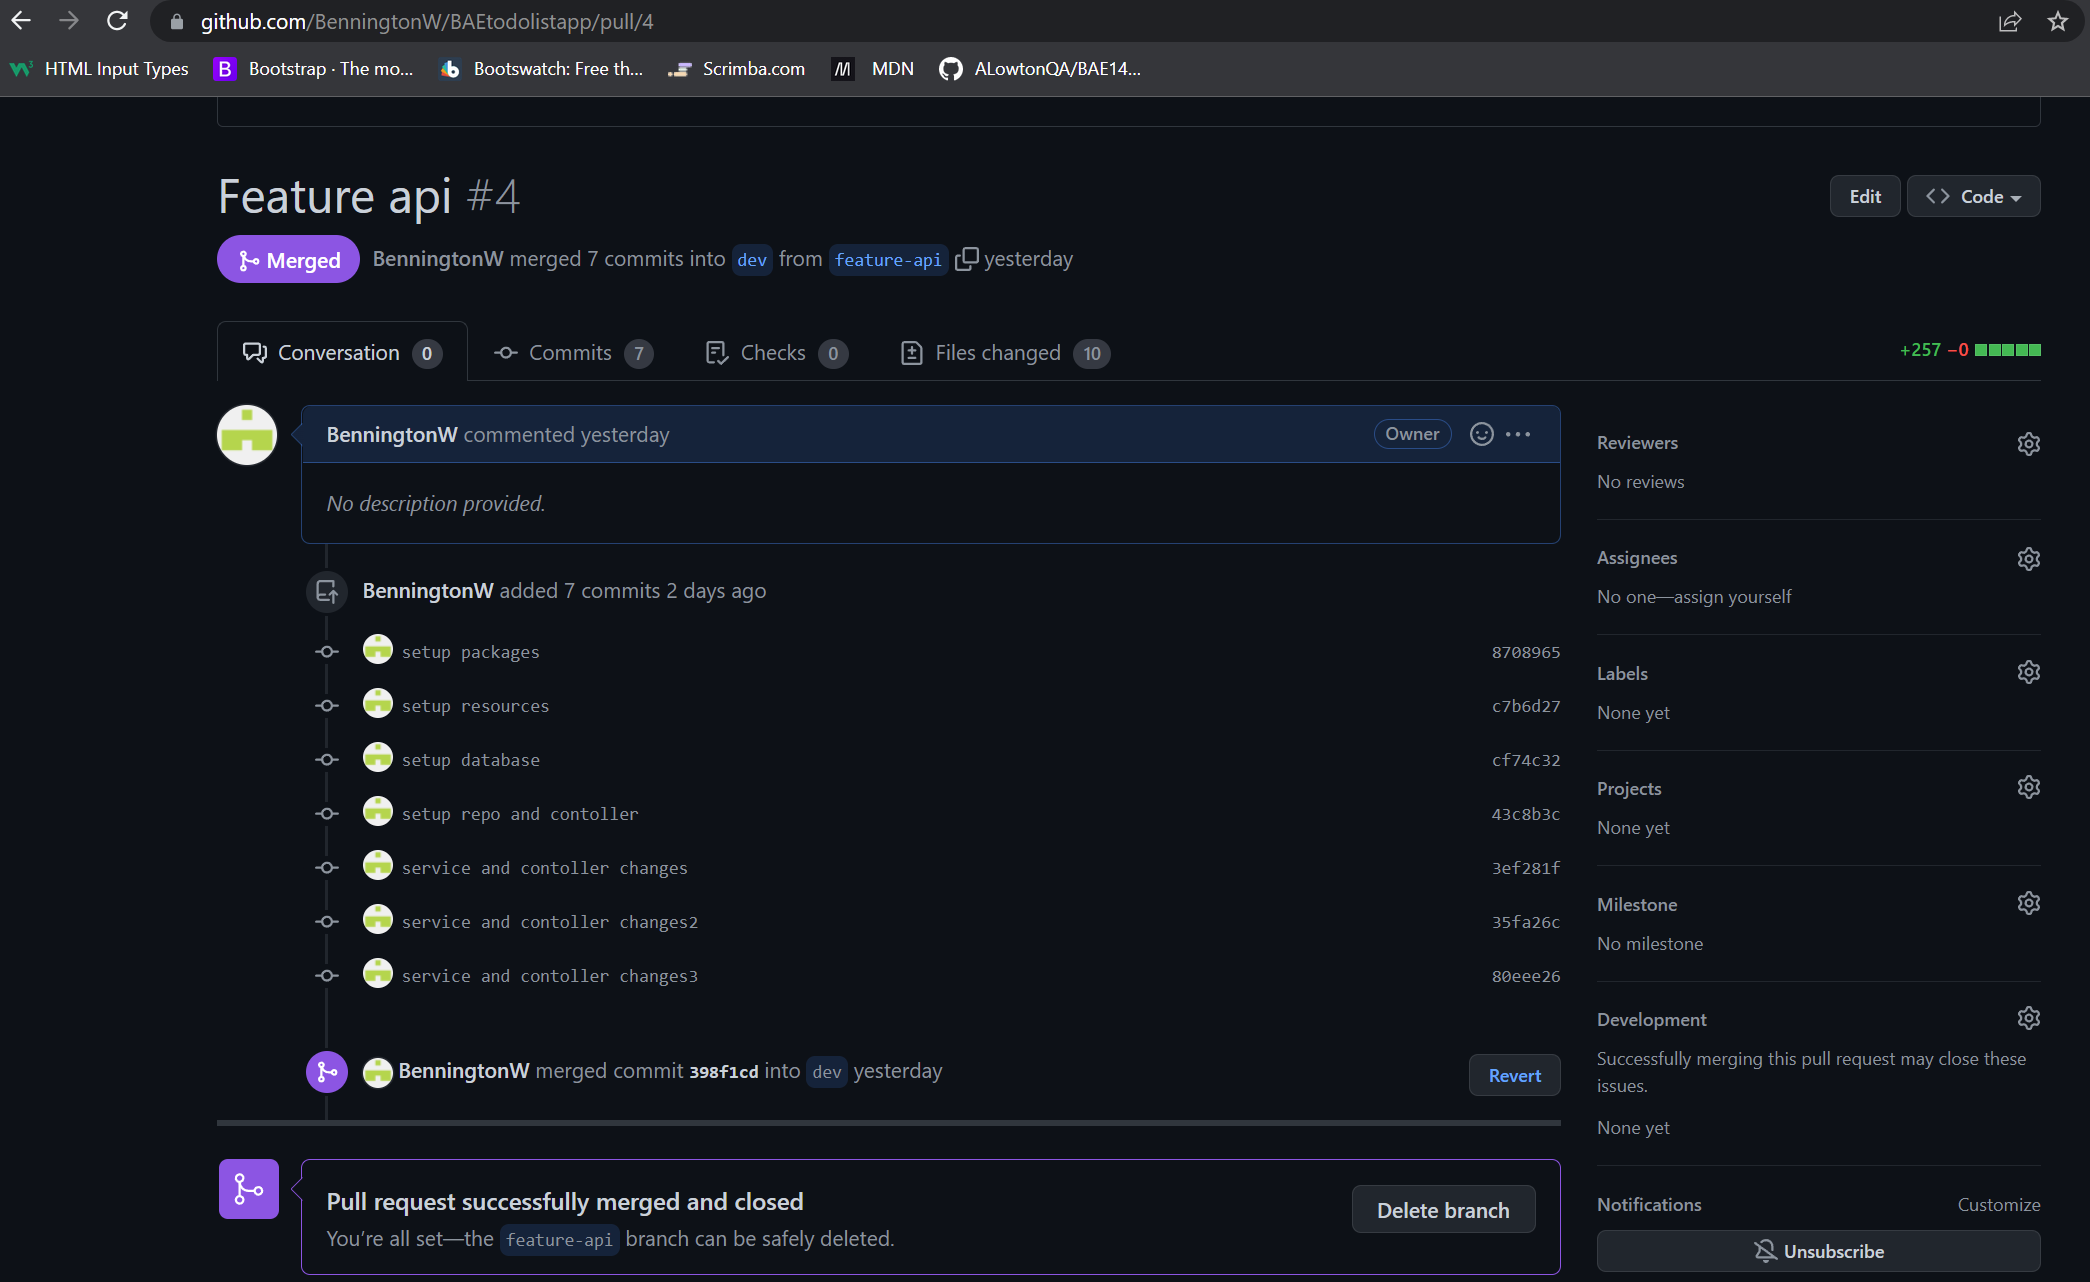 github.com/BenningtonW/BAEtodolistapp/pull/4
HTML Input Types B Bootstrap · The mo... b Bootswatch: Free th... Scrimba.com M MDN ALowtonQA/BAE14...
Feature api #4
Edit <> Code
Merged BenningtonW merged 7 commits into dev from feature-api yesterday
Conversation 0 Commits 7 Checks 0 Files changed 10 +257 −0
BenningtonW commented yesterday Owner ...
No description provided.
BenningtonW added 7 commits 2 days ago
setup packages 8708965
setup resources c7b6d27
setup database cf74c32
setup repo and contoller 43c8b3c
service and contoller changes 3ef281f
service and contoller changes2 35fa26c
service and contoller changes3 80eee26
BenningtonW merged commit 398f1cd into dev yesterday Revert
Pull request successfully merged and closed
You’re all set—the feature-api branch can be safely deleted.
Delete branch
Reviewers
No reviews
Assignees
No one—assign yourself
Labels
None yet
Projects
None yet
Milestone
No milestone
Development
Successfully merging this pull request may close these
issues.
None yet
Notifications Customize
Unsubscribe